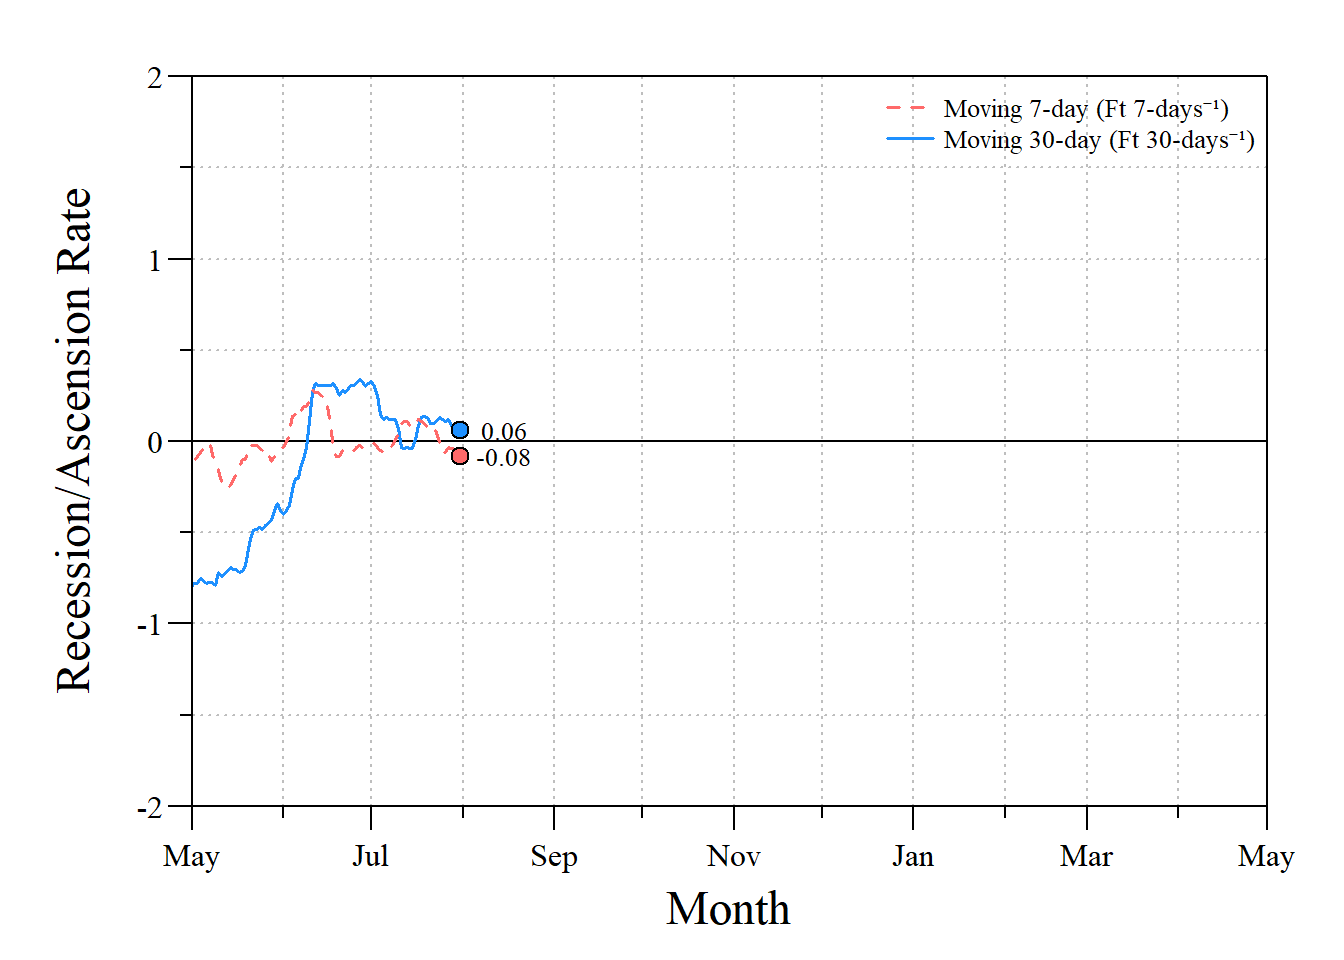 2
Moving 7-day (Ft 7-days⁻¹)
Moving 30-day (Ft 30-days⁻¹)
1
Recession/Ascension Rate
0
0.06
-0.08
-1
-2
May Jul Sep Nov Jan Mar May
Month